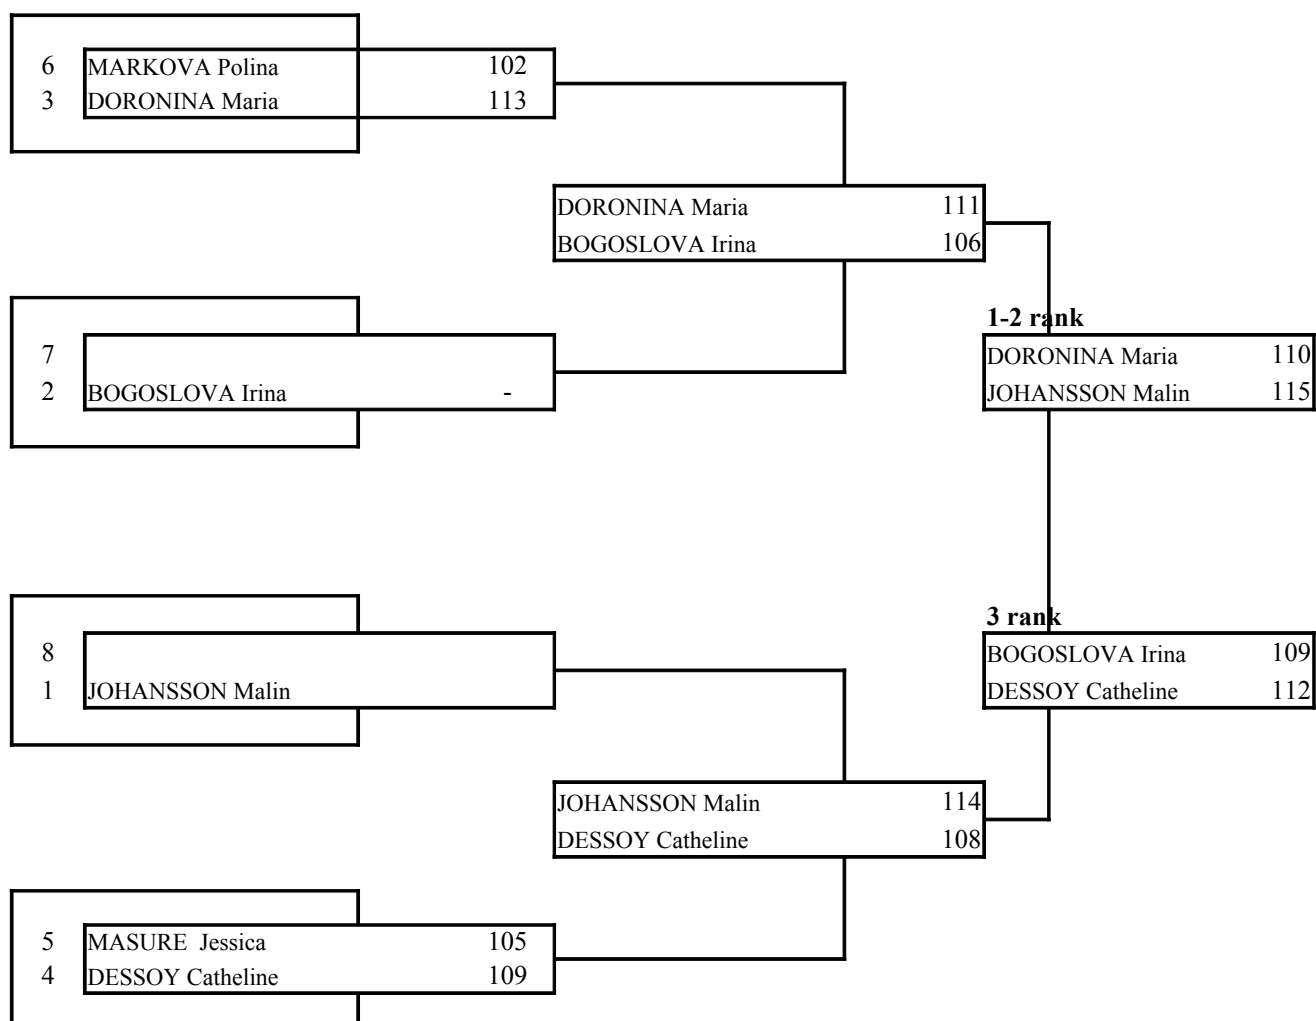 6 MARKOVA Polina 102
3 DORONINA Maria 113
DORONINA Maria 111
BOGOSLOVA Irina 106
7
2 BOGOSLOVA Irina -
1-2 rank
DORONINA Maria 110
JOHANSSON Malin 115
8
1 JOHANSSON Malin
3 rank
BOGOSLOVA Irina 109
DESSOY Catheline 112
JOHANSSON Malin 114
DESSOY Catheline 108
5 MASURE Jessica 105
4 DESSOY Catheline 109